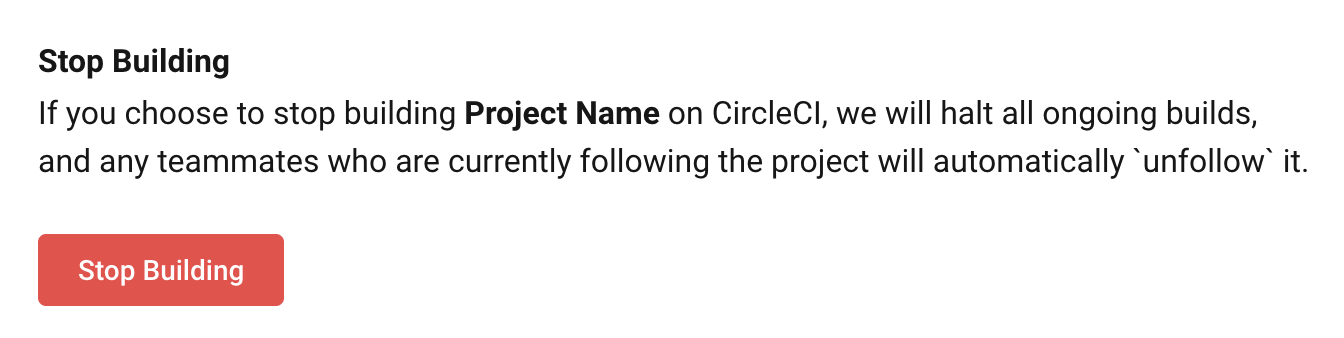 Stop Building
If you choose to stop building Project Name on CircleCI, we will halt all ongoing builds,
and any teammates who are currently following the project will automatically `unfollow` it.
Stop Building